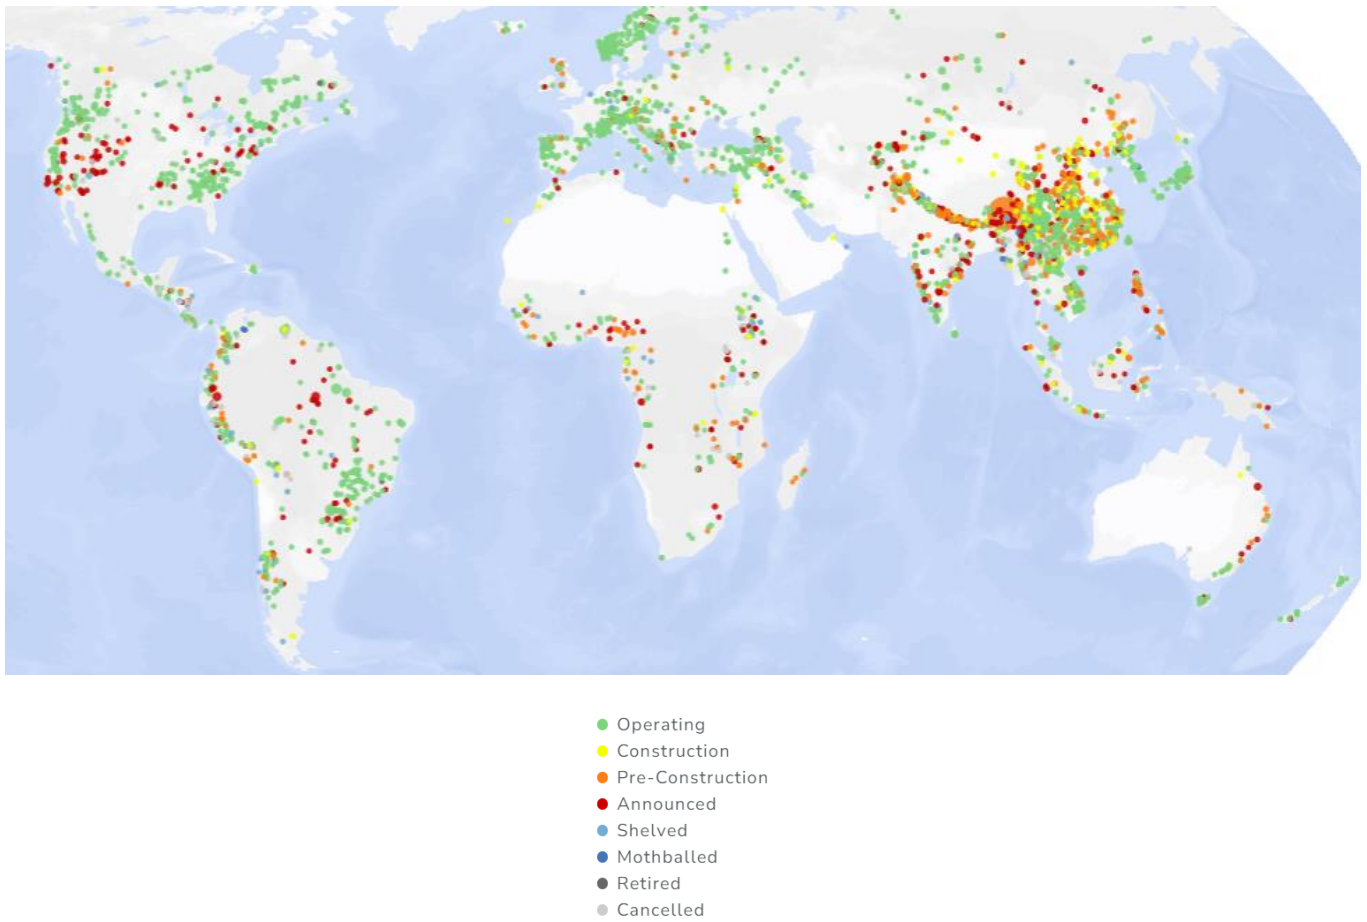 Operating
Construction
Pre-Construction
Announced
Shelved
Mothballed
Retired
Cancelled